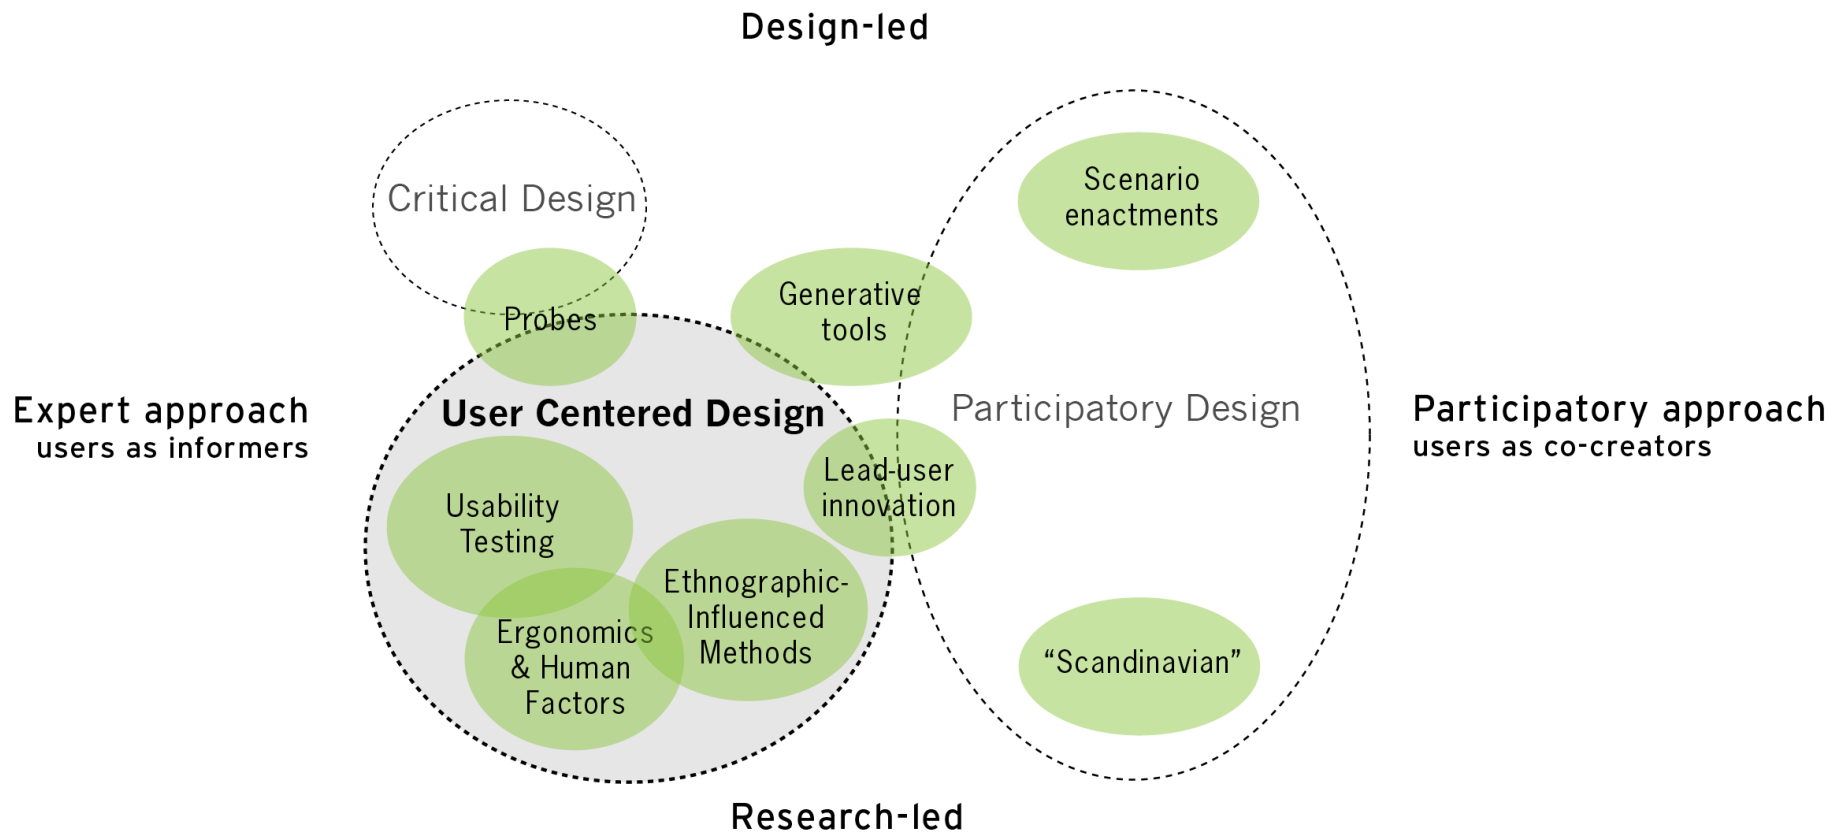 Design-led
Critical Design
Scenario
enactments
Generative
tools
Probes
Expert approach
users as informers
User Centered Design
Participatory Design
Participatory approach
users as co-creators
Lead-user
innovation
Usability
Testing
Ethnographic-
Influenced
Methods
Ergonomics
& Human
Factors
“Scandinavian”
Research-led